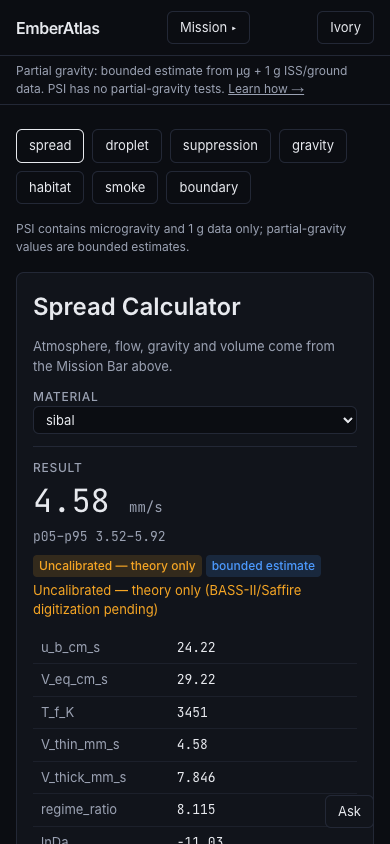 EmberAtlas
Mission ▸
Ivory
Partial gravity: bounded estimate from μg + 1 g ISS/ground
data. PSI has no partial-gravity tests. Learn how →
spread
droplet
suppression
gravity
habitat
smoke
boundary
PSI contains microgravity and 1 g data only; partial-gravity
values are bounded estimates.
Spread Calculator
Atmosphere, flow, gravity and volume come from
the Mission Bar above.
MATERIAL
sibal
RESULT
4.58 mm/s
p05–p95 3.52–5.92
Uncalibrated — theory only
bounded estimate
Uncalibrated — theory only (BASS-II/Saffire
digitization pending)
u_b_cm_s 24.22
V_eq_cm_s 29.22
T_f_K 3451
V_thin_mm_s 4.58
V_thick_mm_s 7.846
regime_ratio 8.115
Ask
lnDa -11.03